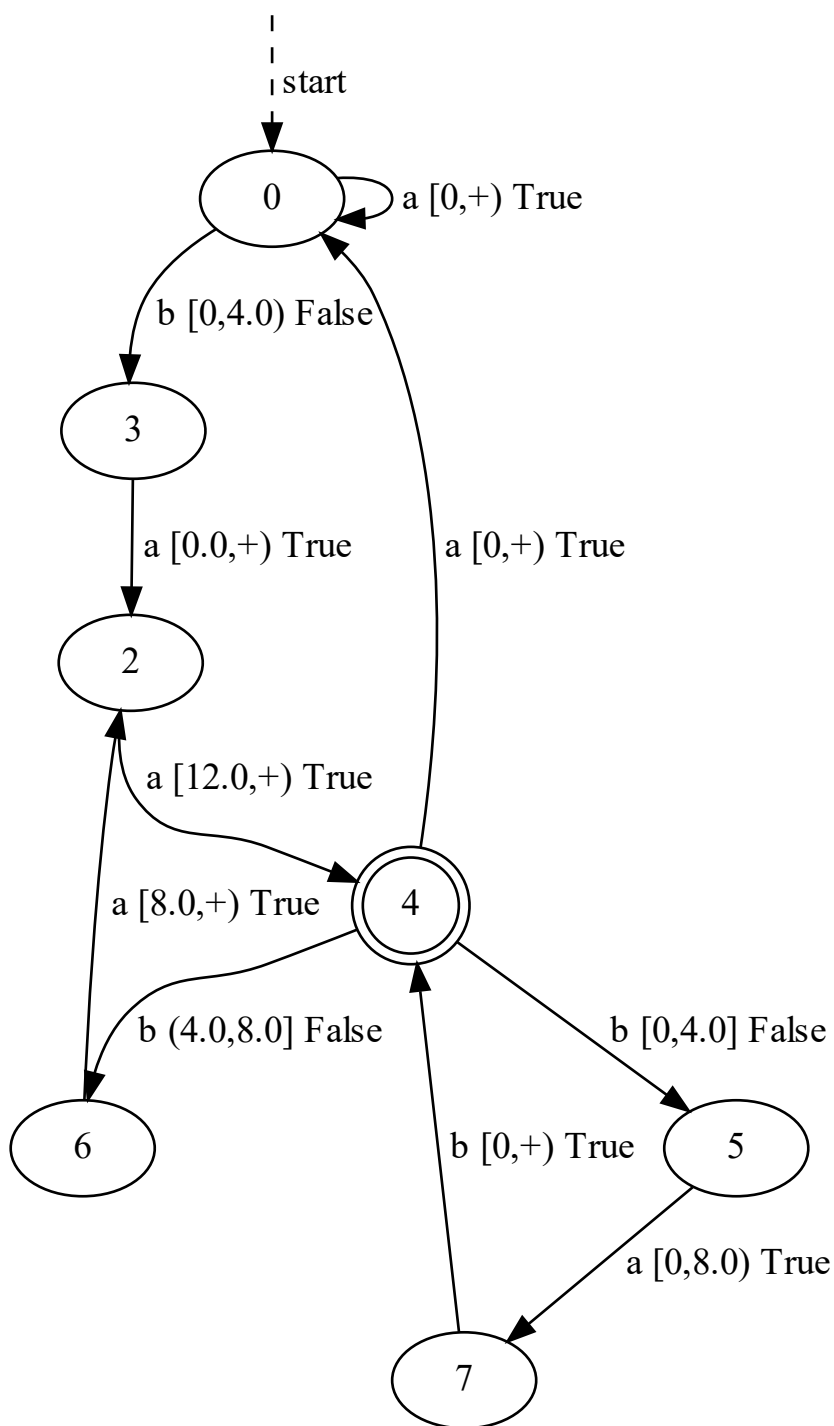 start
0
a [0,+) True
b [0,4.0) False
3
a [0.0,+) True
a [0,+) True
2
a [12.0,+) True
a [8.0,+) True
4
b (4.0,8.0] False
b [0,4.0] False
6
b [0,+) True
5
a [0,8.0) True
7